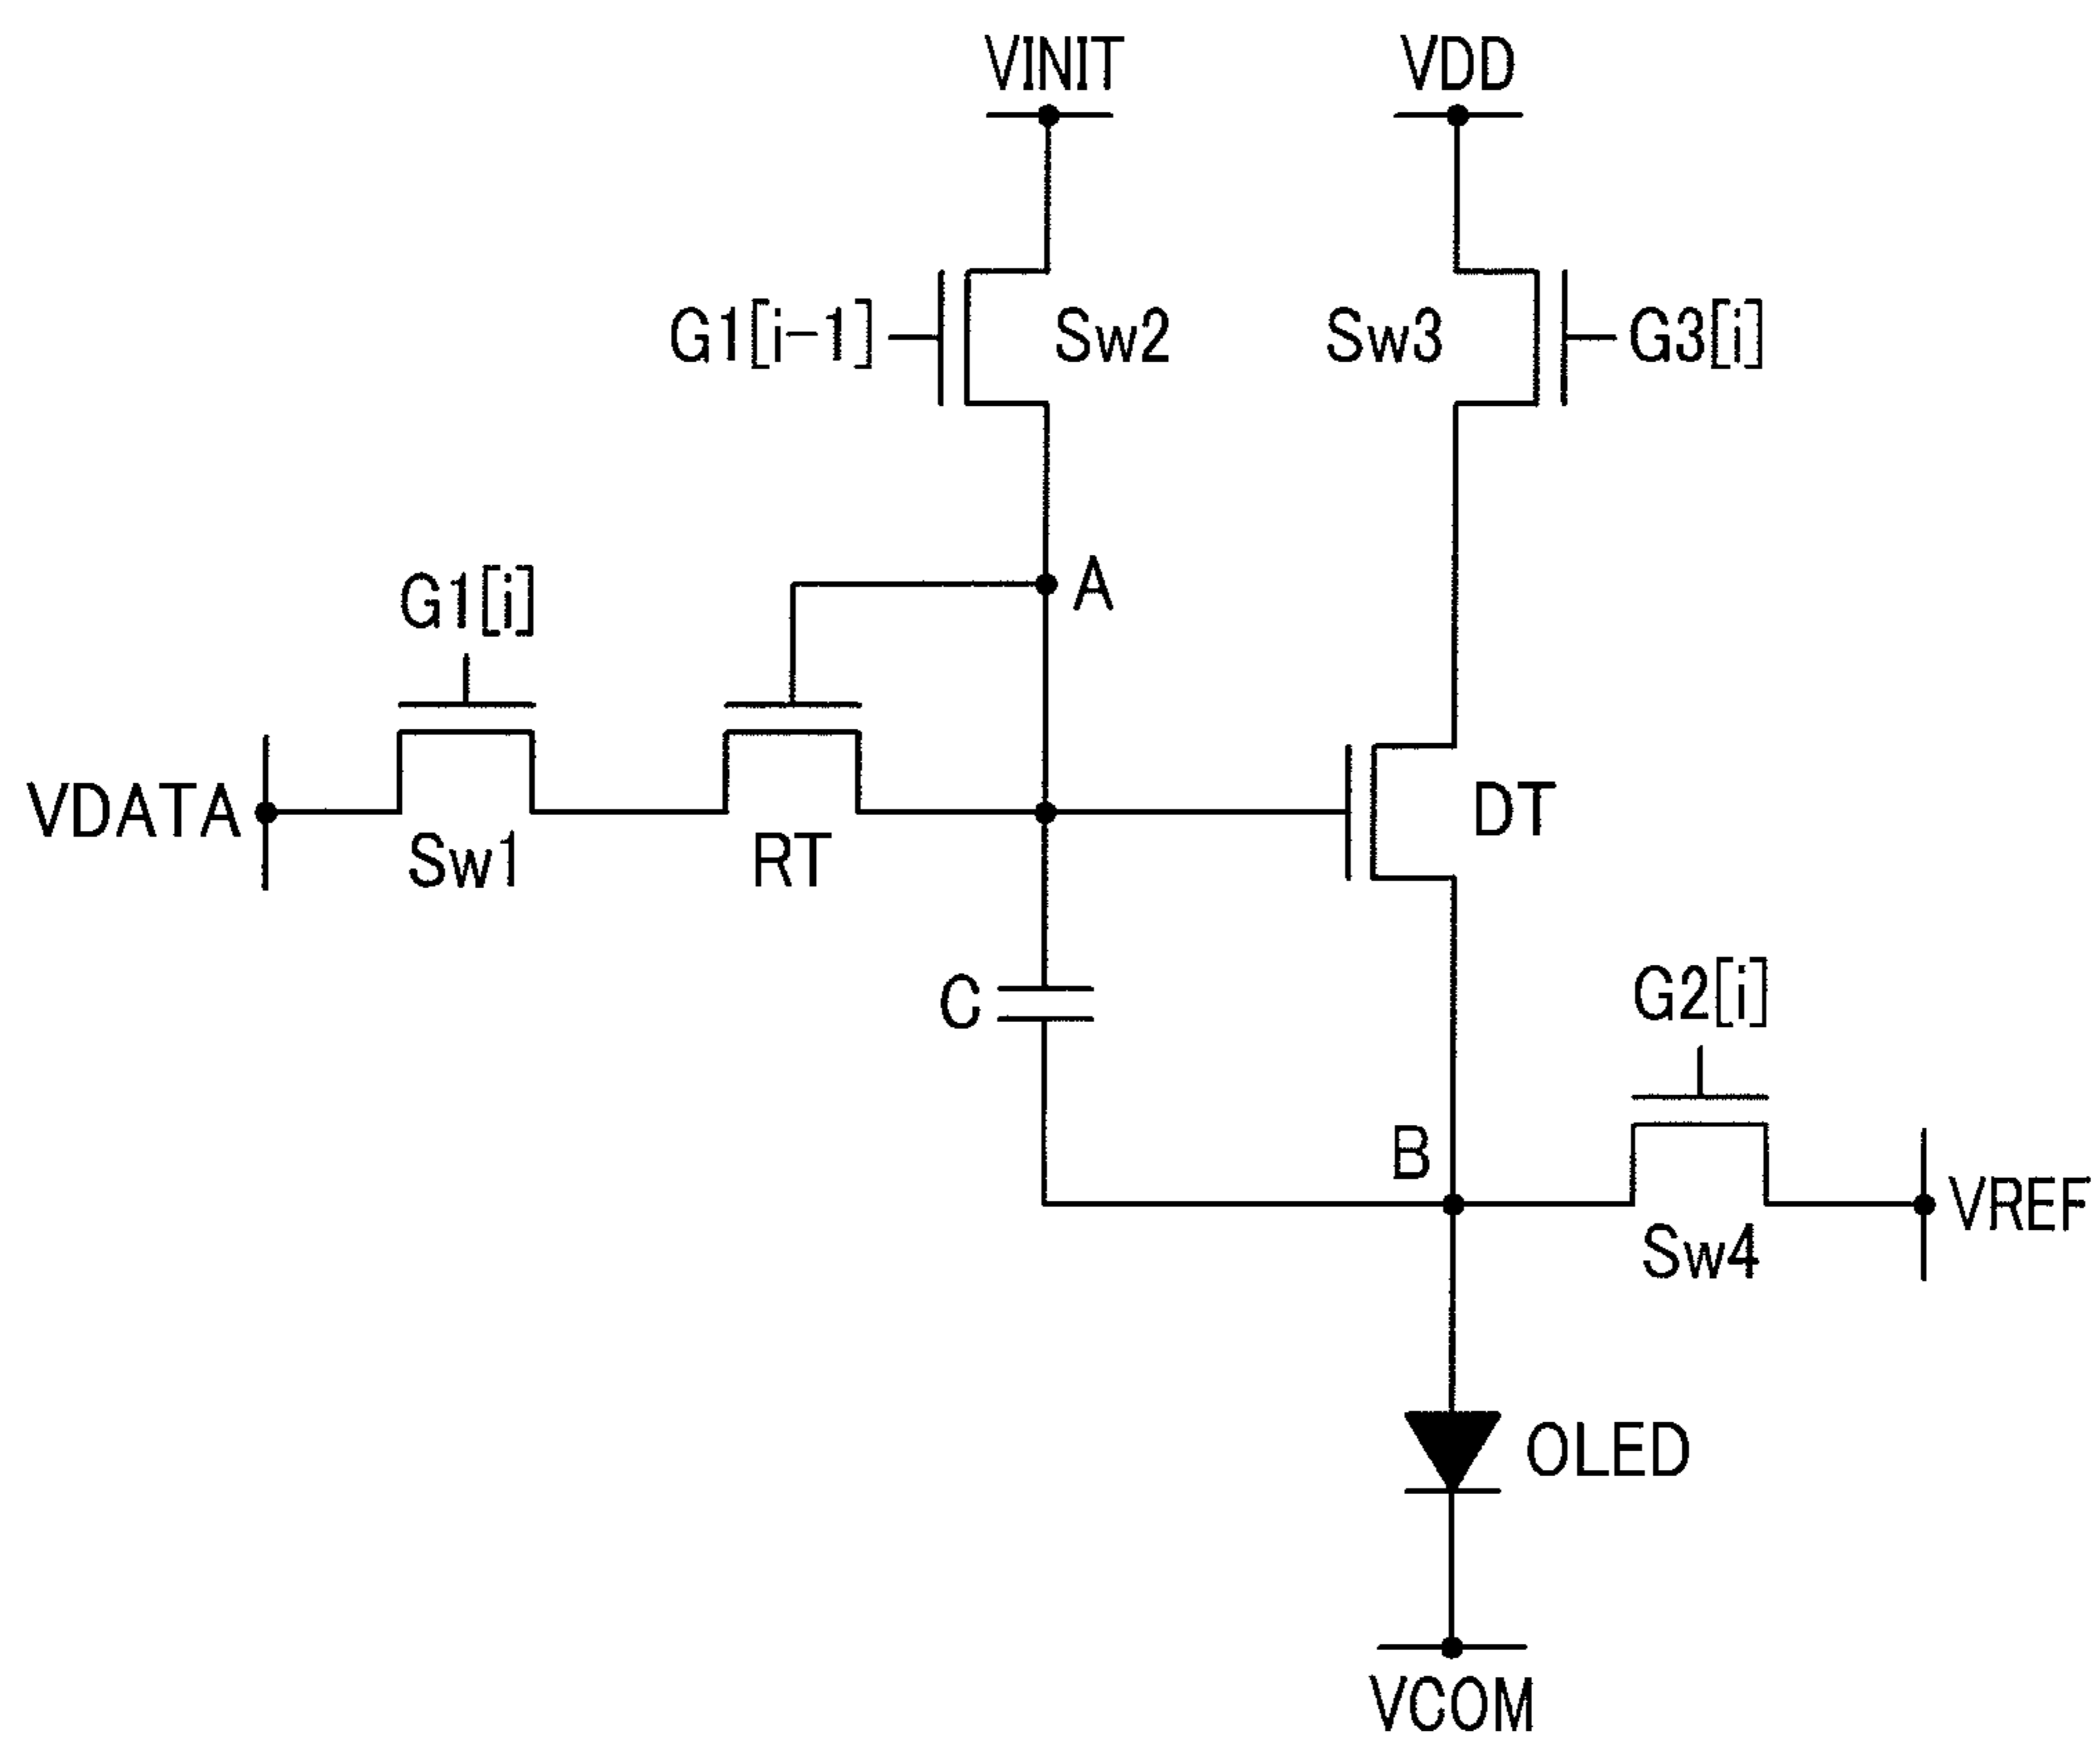 VINIT
VDD
G1[i-1]
Sw2
Sw3
G3[i]
A
G1[i]
VDATA
Sw1
RT
DT
C
G2[i]
B
VREF
Sw4
OLED
VCOM